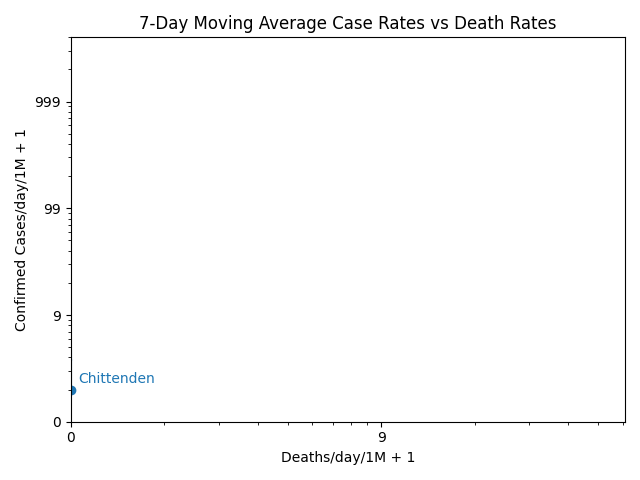 7-Day Moving Average Case Rates vs Death Rates
Confirmed Cases/day/1M + 1
999
99
9
0
Chittenden
0
9
Deaths/day/1M + 1